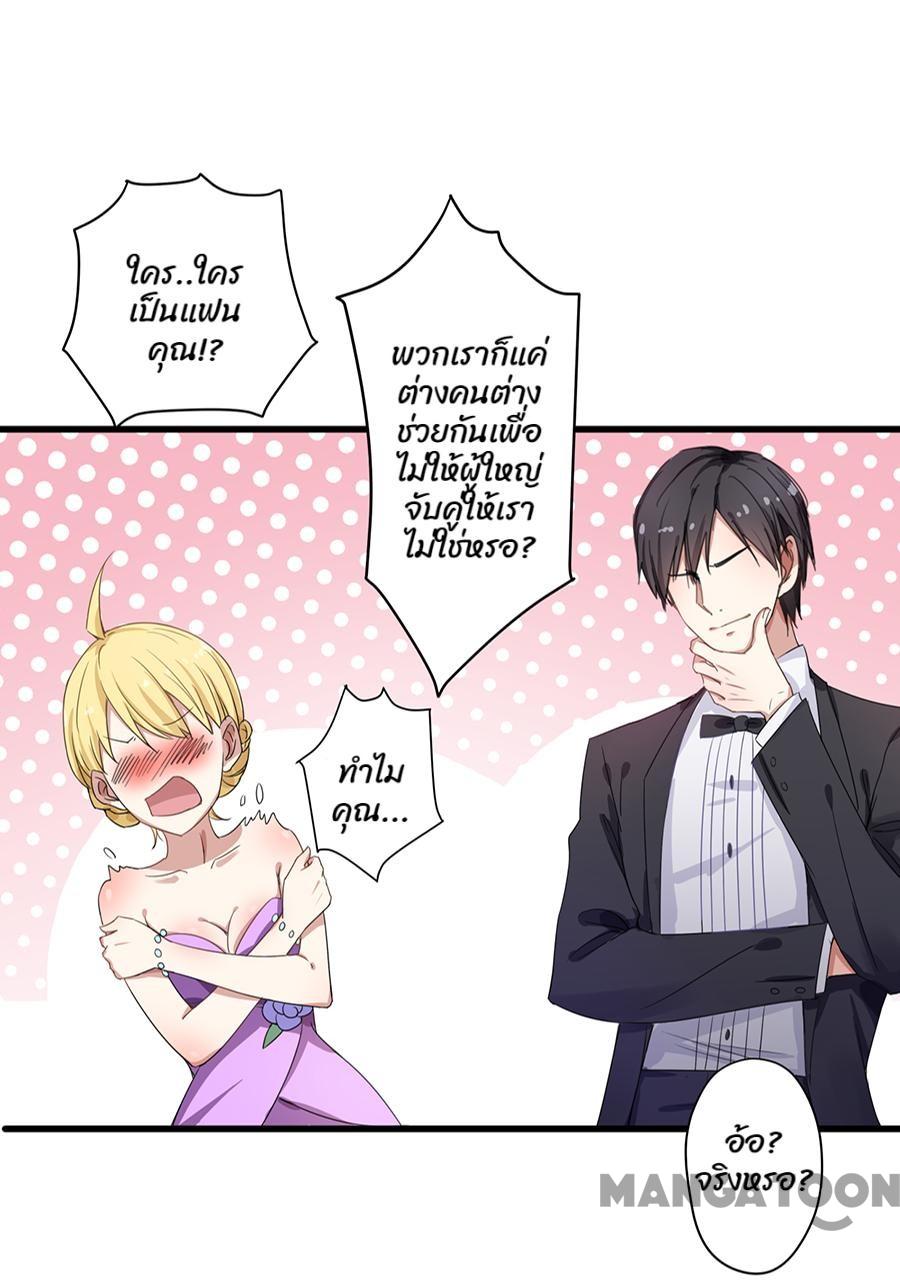 ใคร..ใคร
เป็นแฟน
คุณ!?
พวกเราก็แค่
ต่างคนต่าง
ช่วยกันเพื่อ
ไม่ให้ผู้ใหญ่
จับคู่ให้เรา
ไม่ใช่หรอ?
ทำไม
คุณ...
อ้อ?
จริงหรอ?
MANGATOON